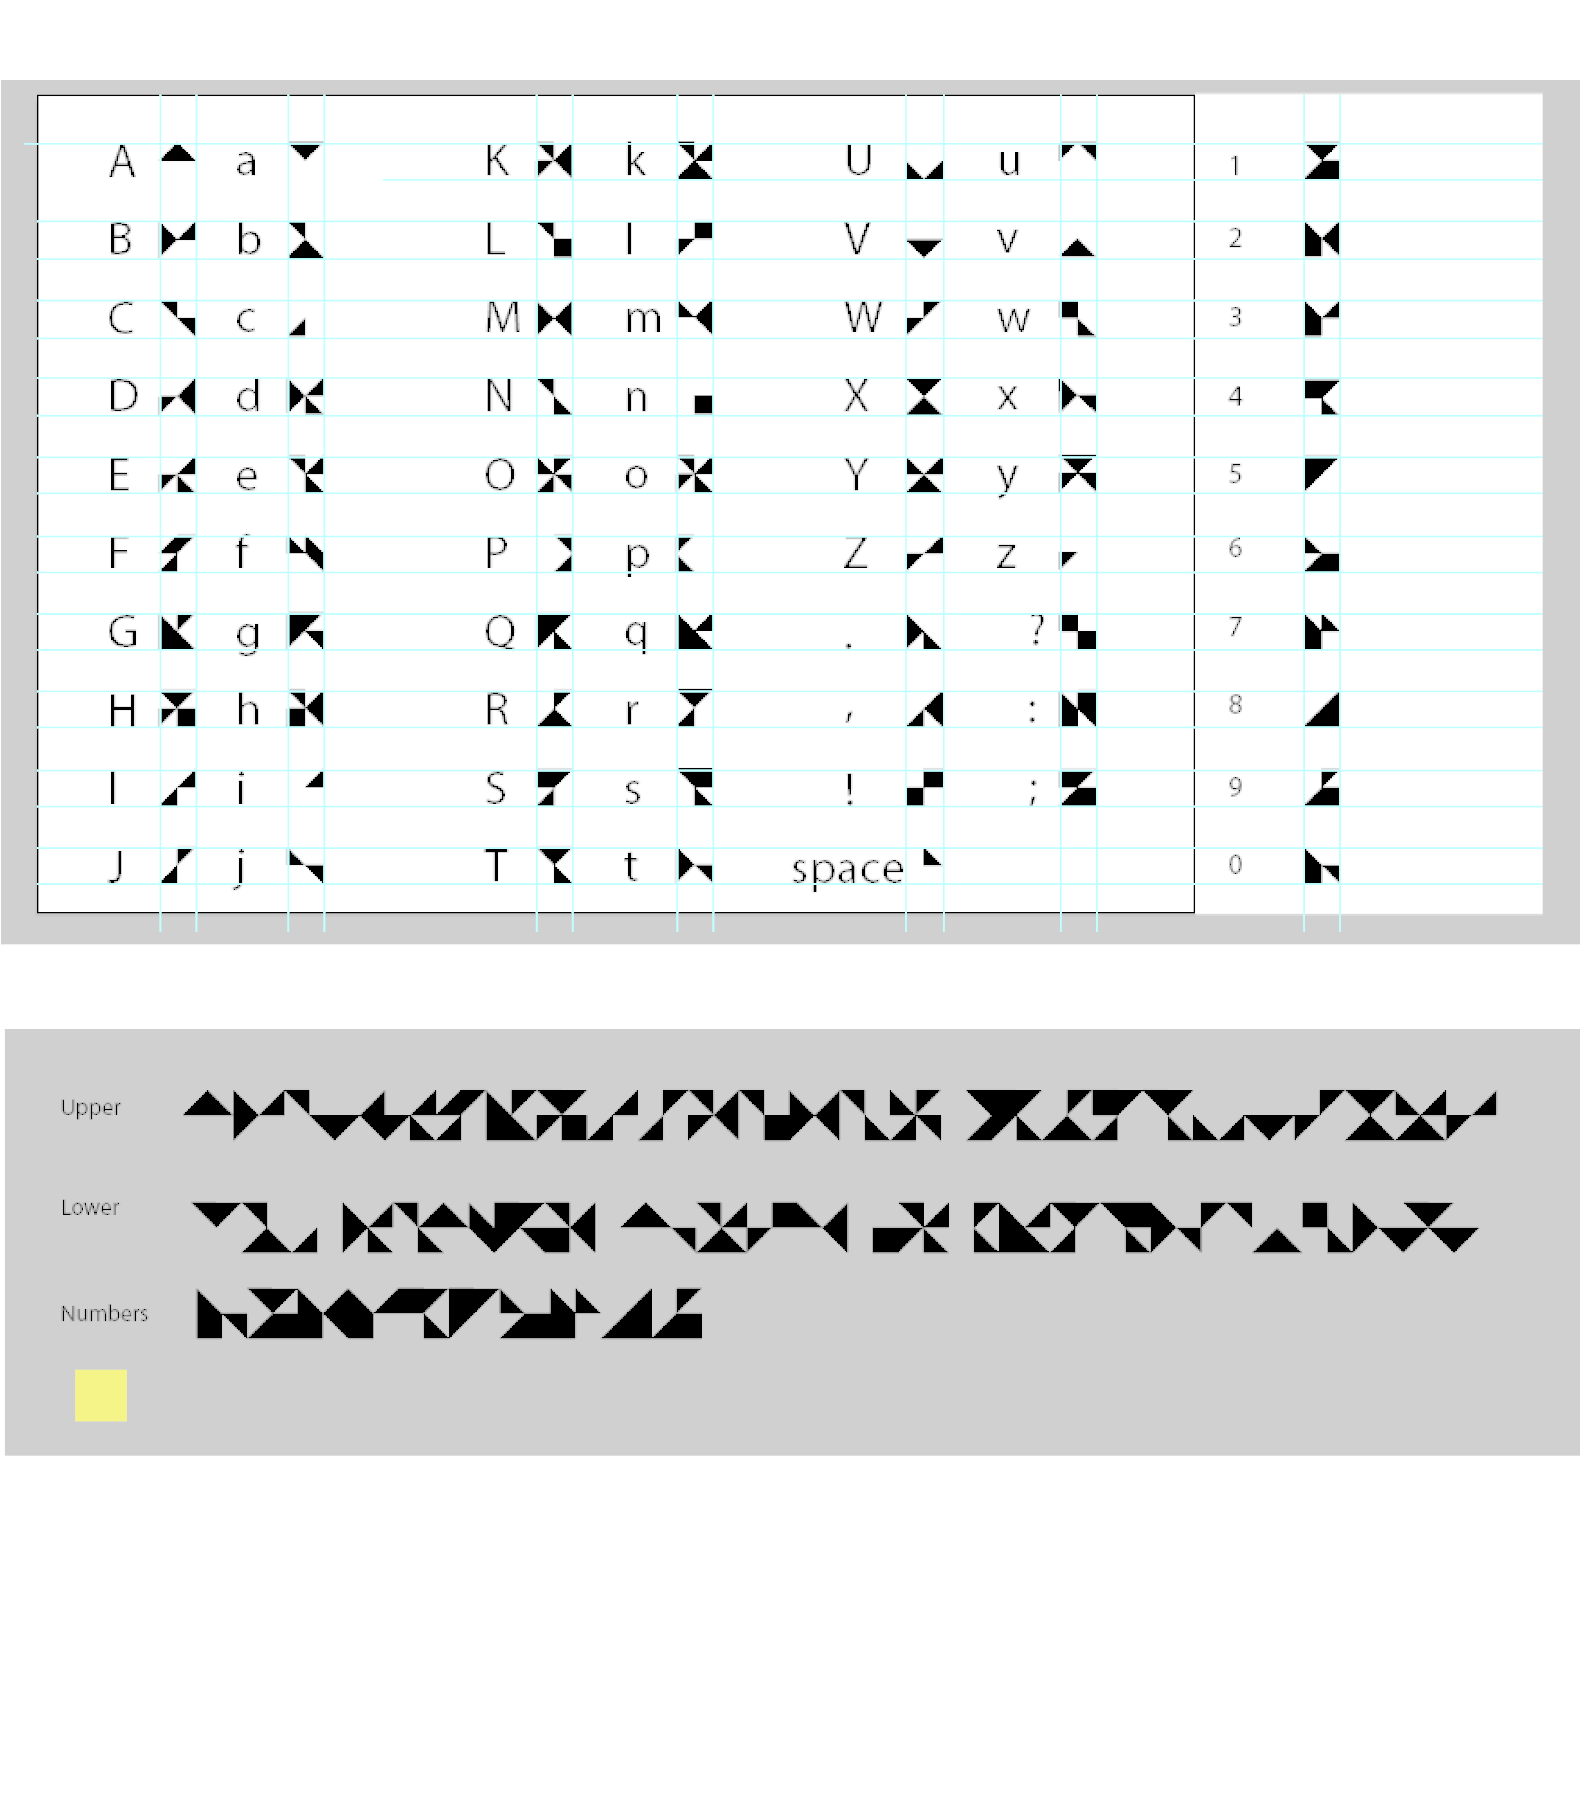 A a K k U u 1
B b L l V v 2
C c M m W w 3
D d N n X x 4
E e O o Y y 5
F f P p Z z 6
G g Q q . ? 7
H h R r , : 8
I i S s ! ; 9
J j T t space 0
Upper
Lower
Numbers